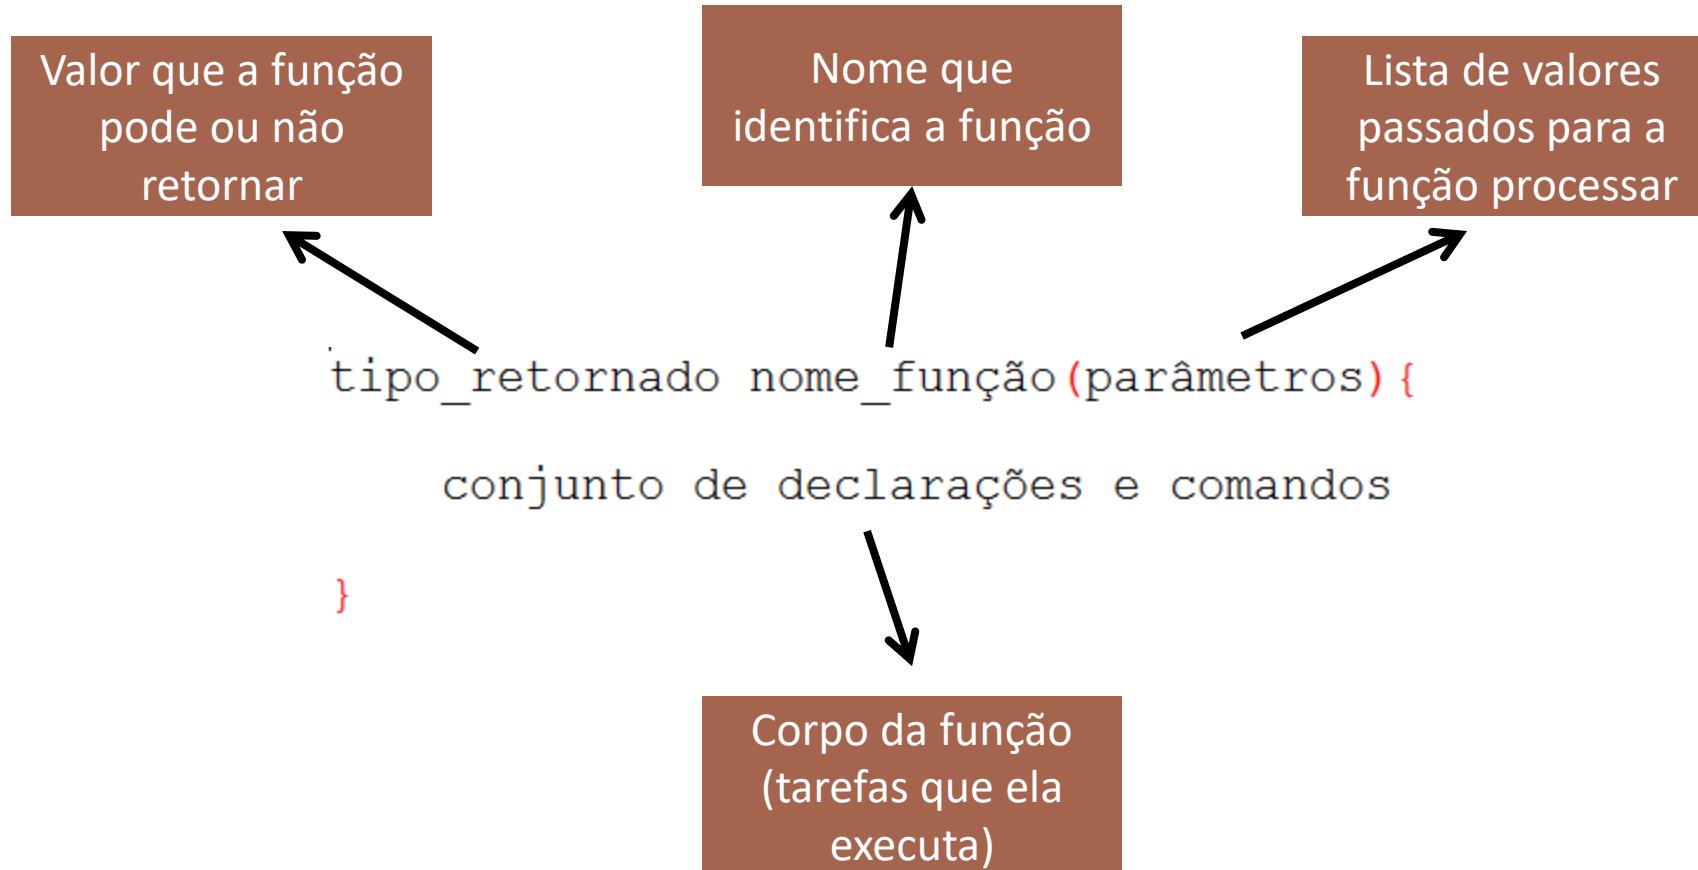 Valor que a função
pode ou não
retornar
Nome que
identifica a função
Lista de valores
passados para a
função processar
tipo_retornado nome_função(parâmetros){
conjunto de declarações e comandos
}
Corpo da função
(tarefas que ela
executa)